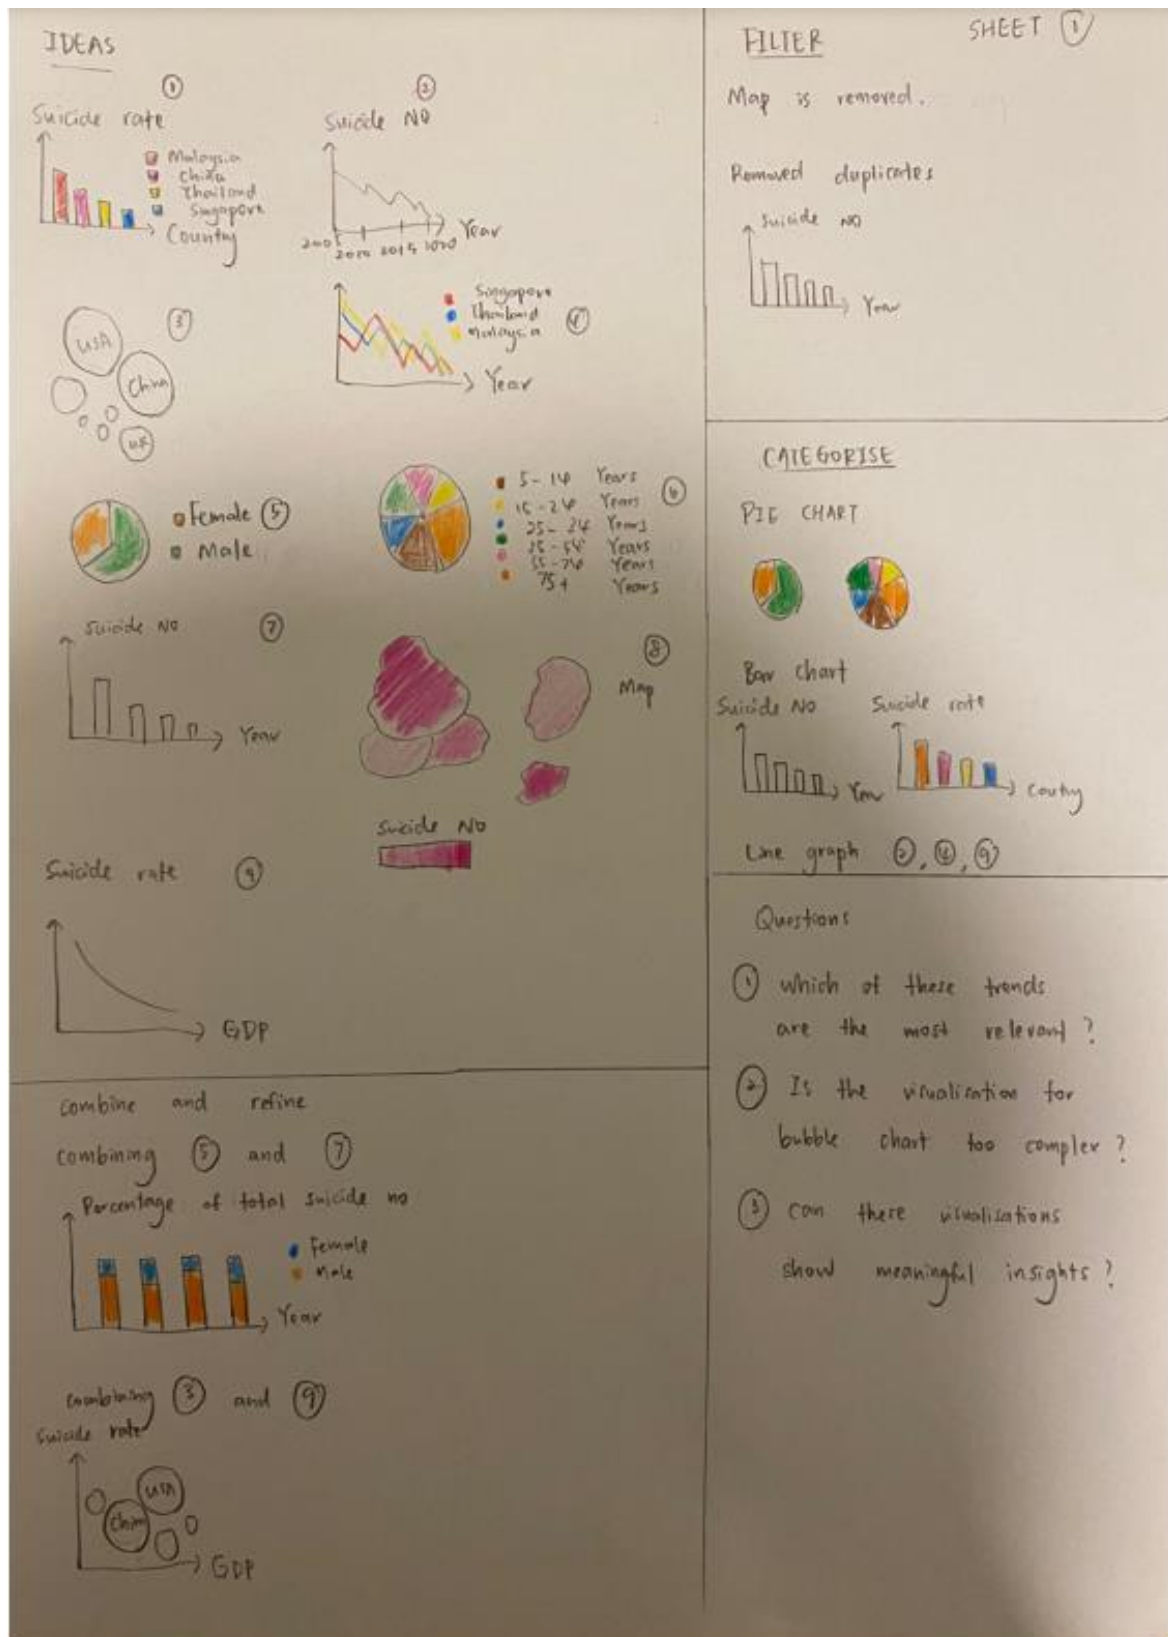 IDEAS
①
Suicide rate
Malaysia
China
Thailand
Singapore
Country
②
Suicide NO
2005
2010
2015
2020
Year
③
USA
China
UK
Singapore
Thailand
Malaysia
④
Year
Female ⑤
Male
5-14 Years
15-24 Years
25-34 Years
35-54 Years
55-74 Years
75+ Years
⑥
Suicide No ⑦
Year
⑧
Map
Suicide No
Suicide rate ⑨
GDP
combine and refine
combining ⑤ and ⑦
Percentage of total suicide no
Female
Male
Year
combining ③ and ⑨
Suicide rate
USA
China
GDP
FILTER
SHEET ①
Map is removed.
Removed duplicates
Suicide NO
Year
CATEGORISE
PIE CHART
Bar chart
Suicide No
Year
Suicide rate
Country
Line graph ②, ④, ⑨
Questions
① which of these trends
are the most relevant?
② Is the visualisation for
bubble chart too complex?
③ can these visualisations
show meaningful insights?